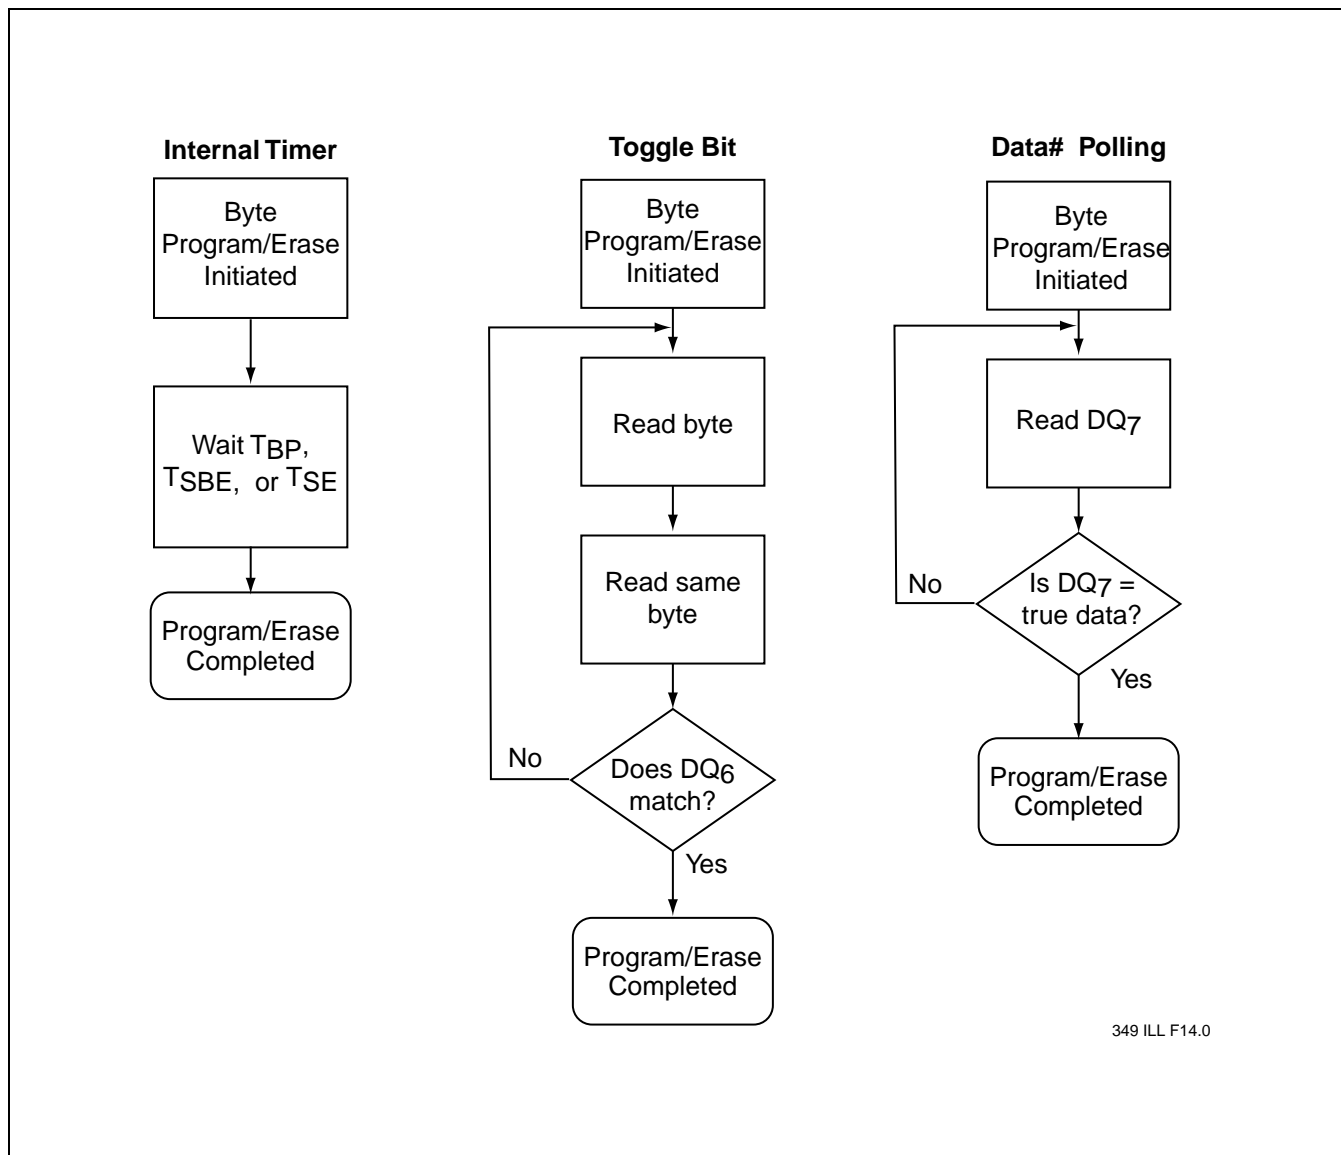 Internal Timer
Byte
Program/Erase
Initiated
Wait TBP,
TSBE, or TSE
Program/Erase
Completed
Toggle Bit
Byte
Program/Erase
Initiated
Read byte
Read same
byte
No
Does DQ6
match?
Yes
Program/Erase
Completed
Data# Polling
Byte
Program/Erase
Initiated
Read DQ7
No
Is DQ7 =
true data?
Yes
Program/Erase
Completed
349 ILL F14.0